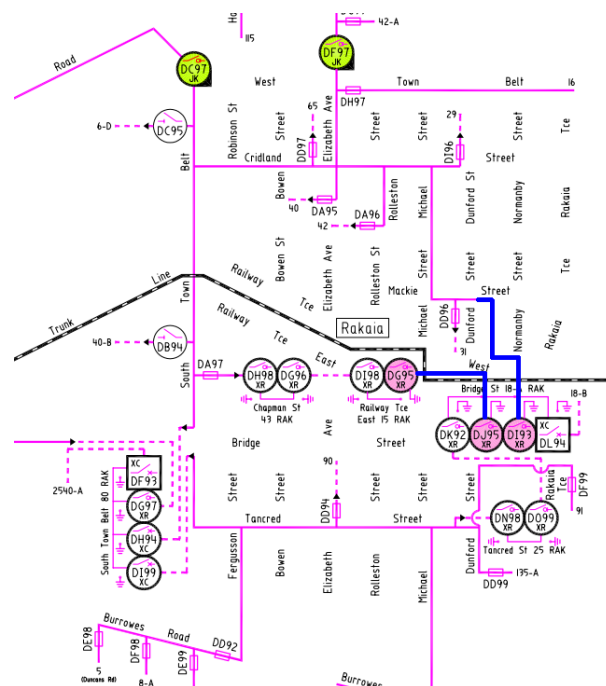 Ha
115
DF97
JK
42-A
Road
DC97
JK
West
Town
Belt
16
DH97
6-D
DC95
Belt
Robinson St
Street
65
DD97
Elizabeth Ave
Street
Street
29
DI96
Street
Street
Tce
Cridland
Street
Bowen
40
DA95
42
DA96
Rolleston
Michael
Dunford St
Normanby
Rakaia
Bowen St
Elizabeth Ave
Rolleston St
Street
Street
Tce
Mackie
Street
Trunk
Line
Railway
Tce
Railway
Tce
Town
Rakaia
Michael
DD96
31
Dunford
Normanby
Rakaia
40-B
DB94
South
DA97
East
West
DH98
XR
DG96
XR
DI98
XR
DG95
XR
Chapman St
43 RAK
Railway Tce
East 15 RAK
Bridge St 18-A RAK
18-B
DK92
XR
DJ95
XR
DI93
XR
XC
DL94
Bridge
Ave
Street
2540-A
XC
DF93
DG97
XR
DH94
XC
DI99
XC
South Town Belt 80 RAK
90
DD94
Street
Street
Street
Street
Rakaia
Tce
DF99
91
DN98
XR
DO99
XR
Tancred St 25 RAK
Tancred
Street
Fergusson
Bowen
Elizabeth
Rolleston
Michael
Dunford
DD99
135-A
Burrowes
Road
DD92
DE98
DF98
DE99
5
(Duncans Rd)
8-A
Burrowes